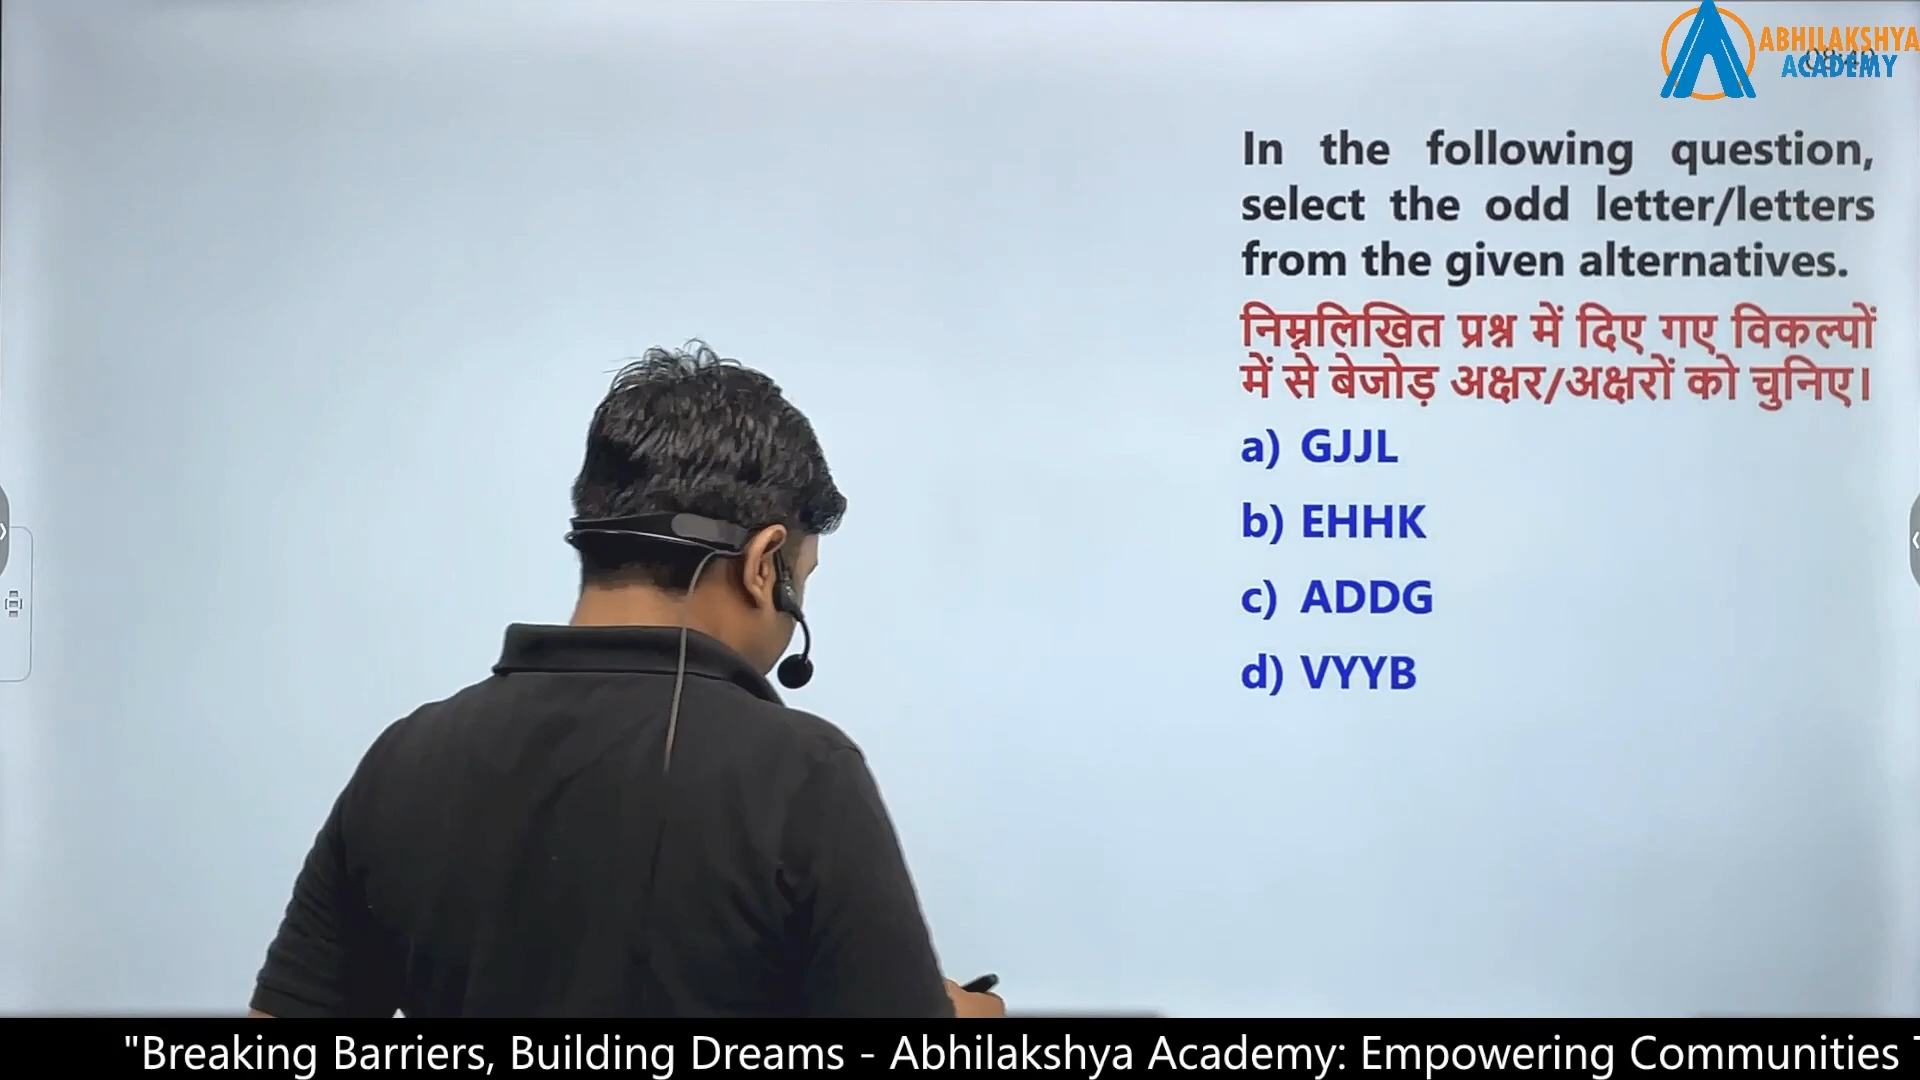 ABHILAKSHYA
ACADEMY
In the following question,
select the odd letter/letters
from the given alternatives.
निम्नलिखित प्रश्न में दिए गए विकल्पों
में से बेजोड़ अक्षर/अक्षरों को चुनिए।
a) GJJL
b) EHHK
c) ADDG
d) VYYB
"Breaking Barriers, Building Dreams - Abhilakshya Academy: Empowering Communities